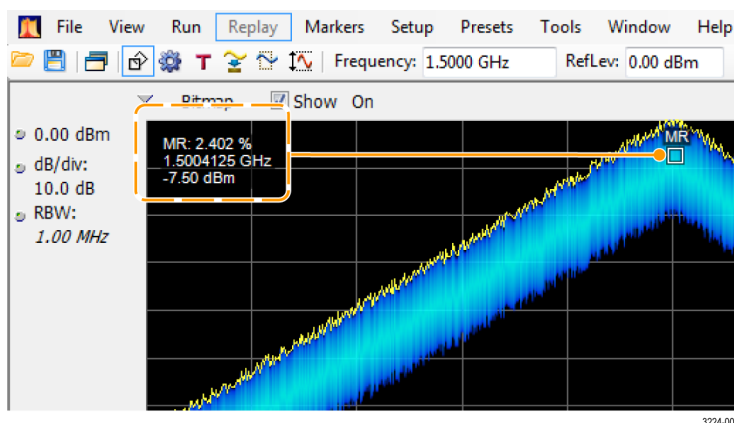 File View Run Replay Markers Setup Presets Tools Window Help
T Frequency: 1.5000 GHz RefLev: 0.00 dBm
Show On
0.00 dBm
dB/div:
10.0 dB
RBW:
1.00 MHz
MR: 2.402 %
1.5004125 GHz
-7.50 dBm
MR